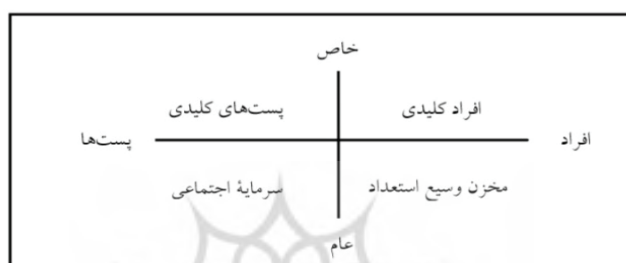 خاص
افراد کلیدی
پست‌های کلیدی
افراد
پست‌ها
مخزن وسیع استعداد
سرمایهٔ اجتماعی
عام